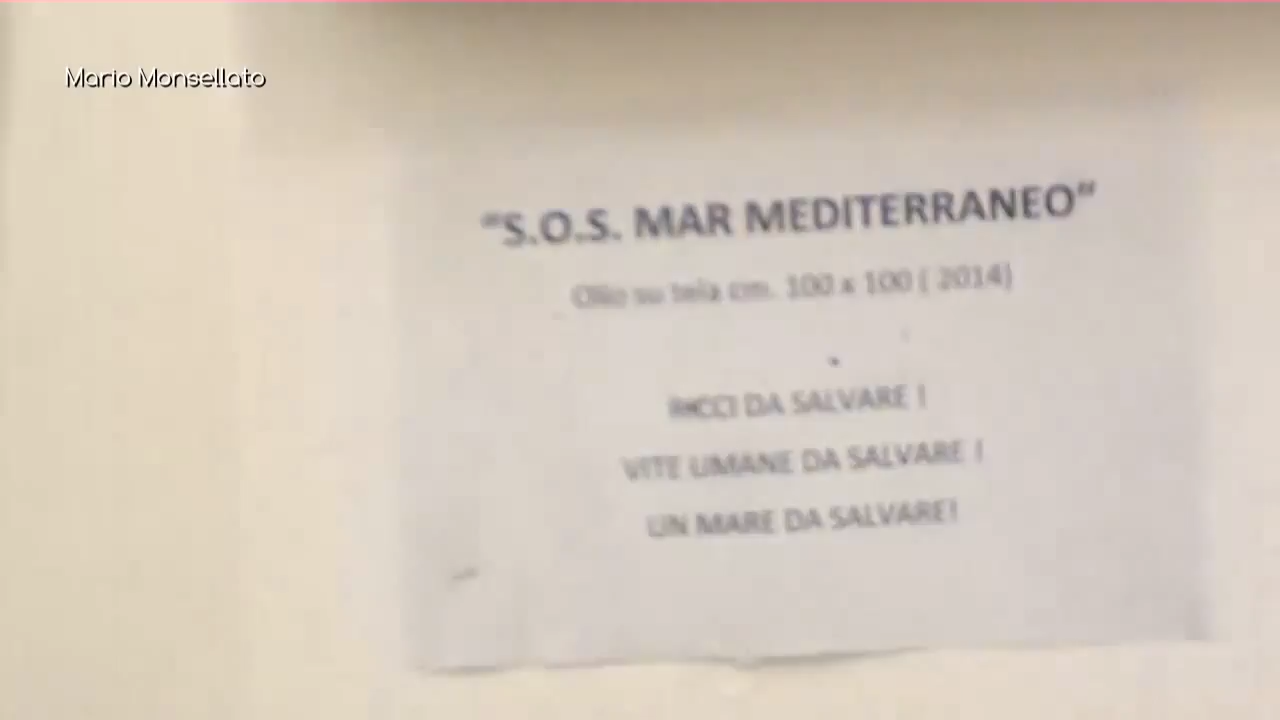 Mario Monsellato
“S.O.S. MAR MEDITERRANEO“
Olio su tela cm. 100 x 100 ( 2014)
RICCI DA SALVARE !
VITE UMANE DA SALVARE !
UN MARE DA SALVARE!